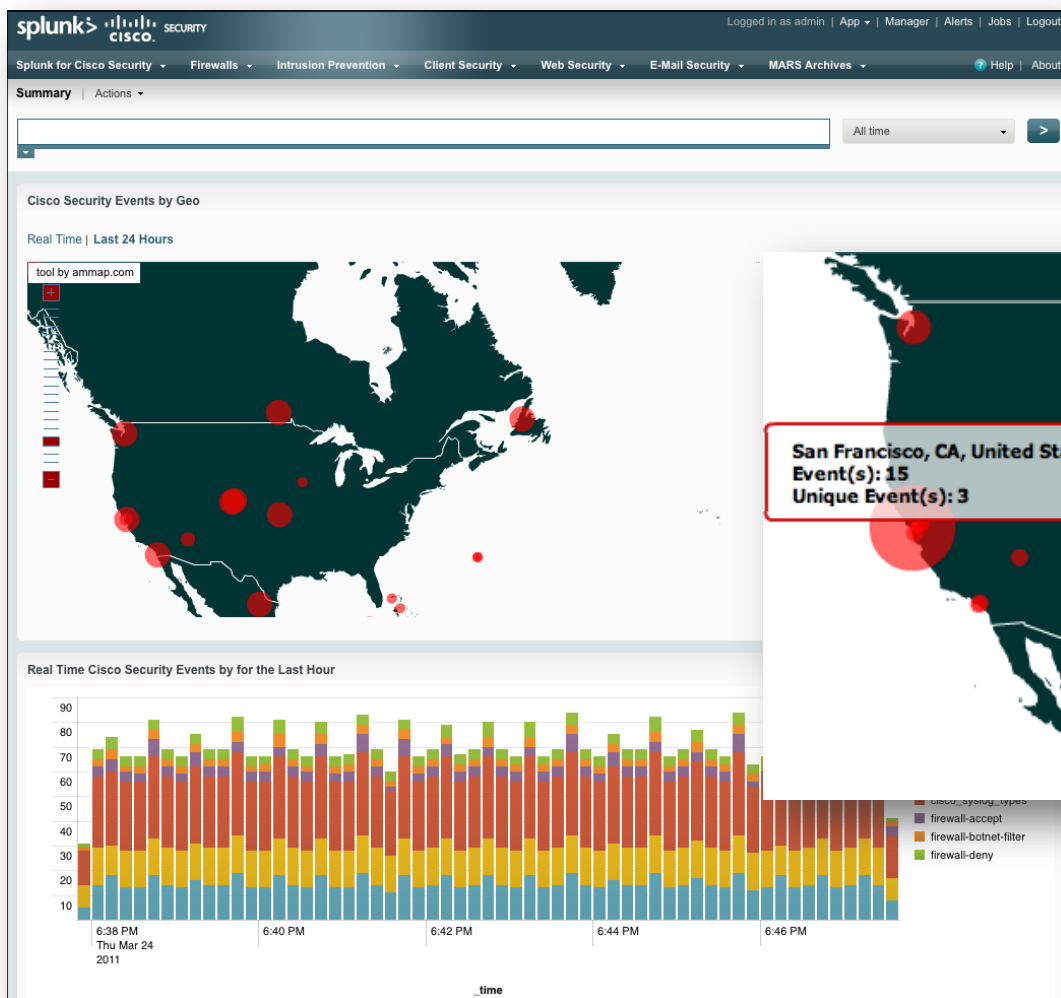 splunk> cisco. SECURITY
Logged in as admin | App | Manager | Alerts | Jobs | Logout
Splunk for Cisco Security Firewalls Intrusion Prevention Client Security Web Security E-Mail Security MARS Archives ? Help | About
Summary | Actions
All time >
Cisco Security Events by Geo
Real Time | Last 24 Hours
tool by ammap.com
+
-
San Francisco, CA, United St
Event(s): 15
Unique Event(s): 3
Real Time Cisco Security Events by for the Last Hour
90
80
70
60
50
40
30
20
10
cisco_syslog_types
firewall-accept
firewall-botnet-filter
firewall-deny
6:38 PM 6:40 PM 6:42 PM 6:44 PM 6:46 PM
Thu Mar 24
2011
_time